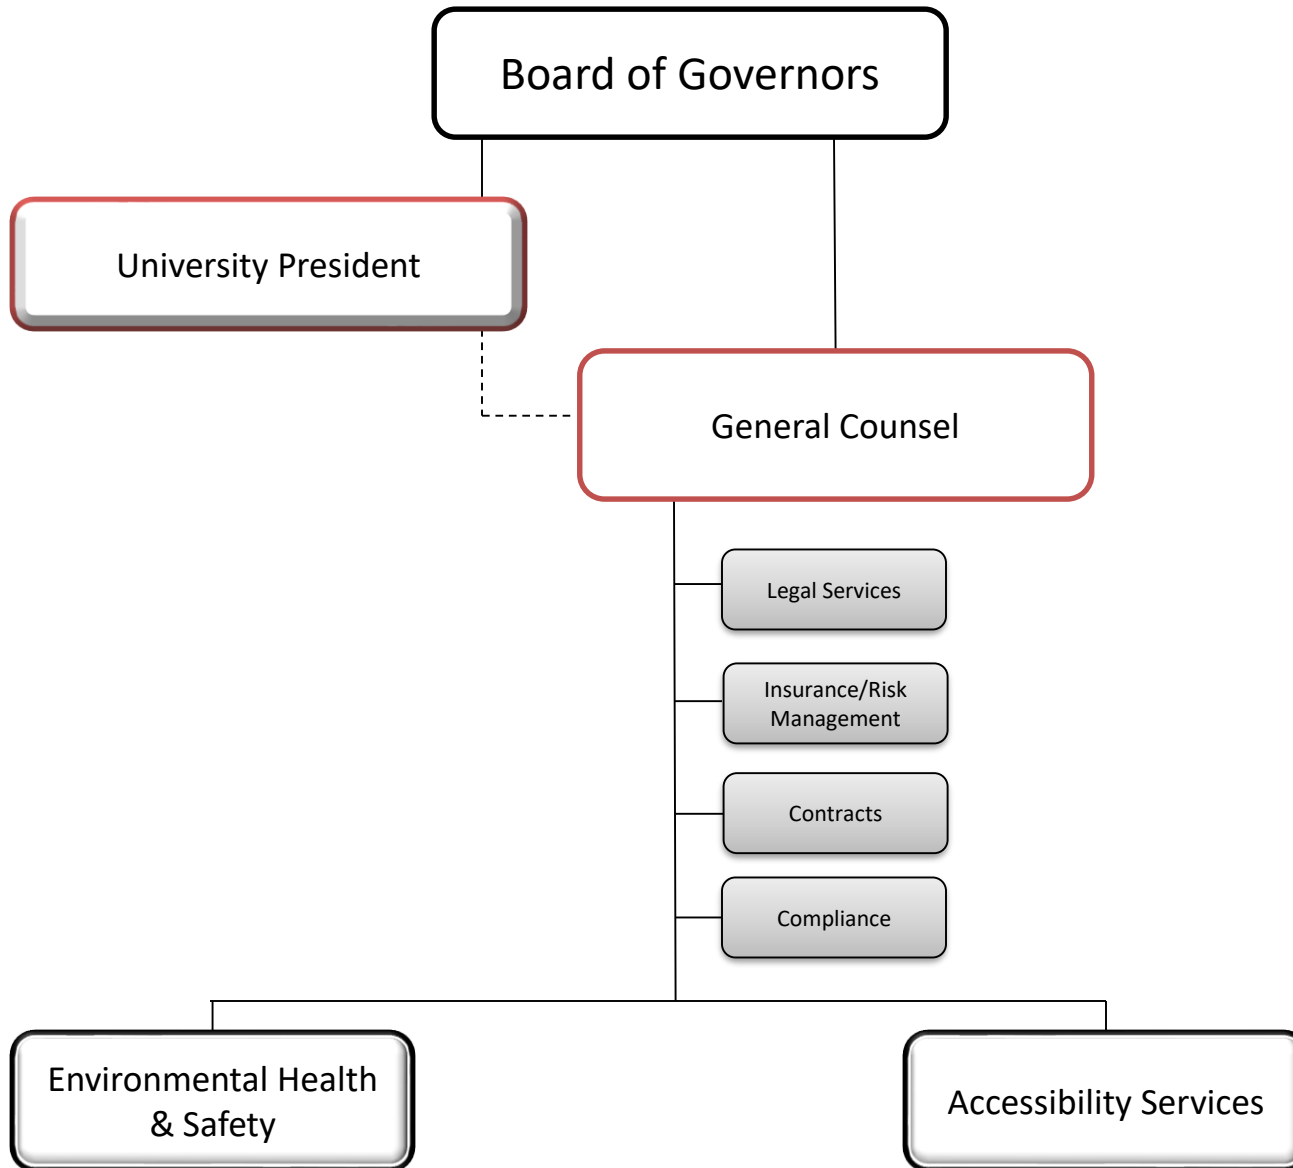 Board of Governors
University President
General Counsel
Legal Services
Insurance/Risk
Management
Contracts
Compliance
Environmental Health
& Safety
Accessibility Services